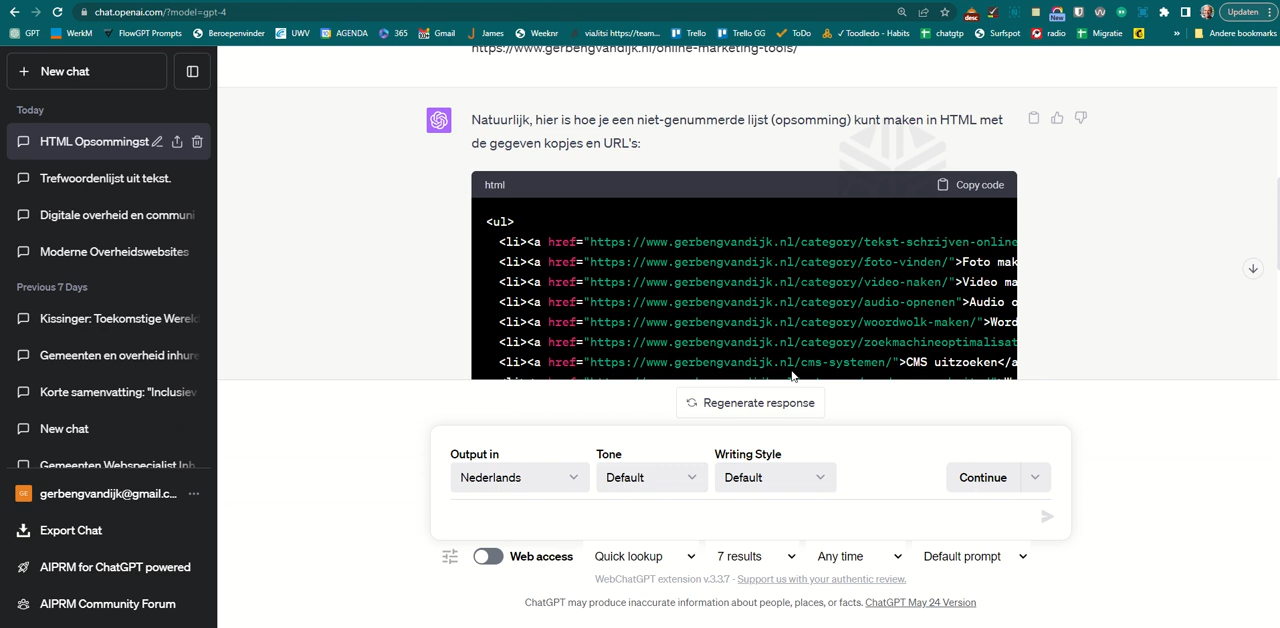 chat.openai.com/?model=gpt-4
desc
New
Updaten
GPT
WerkM
FlowGPT Prompts
Beroepenvinder
UWV
AGENDA
365
Gmail
James
Weeknr
via/itsi https://team...
Trello
Trello GG
ToDo
✓ Toodledo - Habits
chatgtp
Surfspot
radio
Migratie
»
Andere bookmarks
https://www.gerbengvandijk.nl/online-marketing-tools/
+ New chat
Today
HTML Opsommingst
Trefwoordenlijst uit tekst.
Digitale overheid en communi
Moderne Overheidswebsites
Previous 7 Days
Kissinger: Toekomstige Werel
Gemeenten en overheid inhure
Korte samenvatting: "Inclusiev
New chat
Gemeenten Webspecialist Inh
GE gerbengvandijk@gmail.c... ...
Export Chat
AIPRM for ChatGPT powered
AIPRM Community Forum
Natuurlijk, hier is hoe je een niet-genummerde lijst (opsomming) kunt maken in HTML met
de gegeven kopjes en URL's:
html Copy code
<ul>
<li><a href="https://www.gerbengvandijk.nl/category/tekst-schrijven-online
<li><a href="https://www.gerbengvandijk.nl/category/foto-vinden/">Foto mak
<li><a href="https://www.gerbengvandijk.nl/category/video-naken/">Video ma
<li><a href="https://www.gerbengvandijk.nl/category/audio-opnenen">Audio o
<li><a href="https://www.gerbengvandijk.nl/category/woordwolk-maken/">Word
<li><a href="https://www.gerbengvandijk.nl/category/zoekmachineoptimalisat
<li><a href="https://www.gerbengvandijk.nl/cms-systemen/">CMS uitzoeken</a
Regenerate response
Output in Tone Writing Style
Nederlands Default Default Continue
Web access Quick lookup 7 results Any time Default prompt
WebChatGPT extension v.3.3.7 - Support us with your authentic review.
ChatGPT may produce inaccurate information about people, places, or facts. ChatGPT May 24 Version